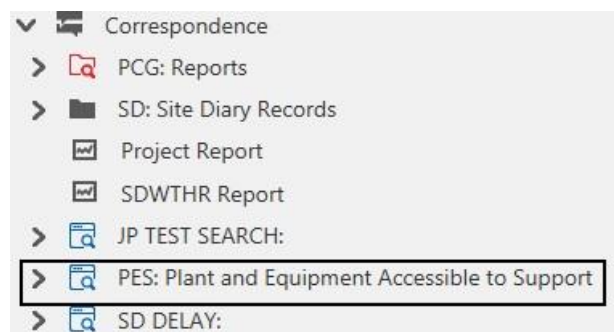 Correspondence
PCG: Reports
SD: Site Diary Records
Project Report
SDWTHR Report
JP TEST SEARCH:
PES: Plant and Equipment Accessible to Support
SD DELAY: